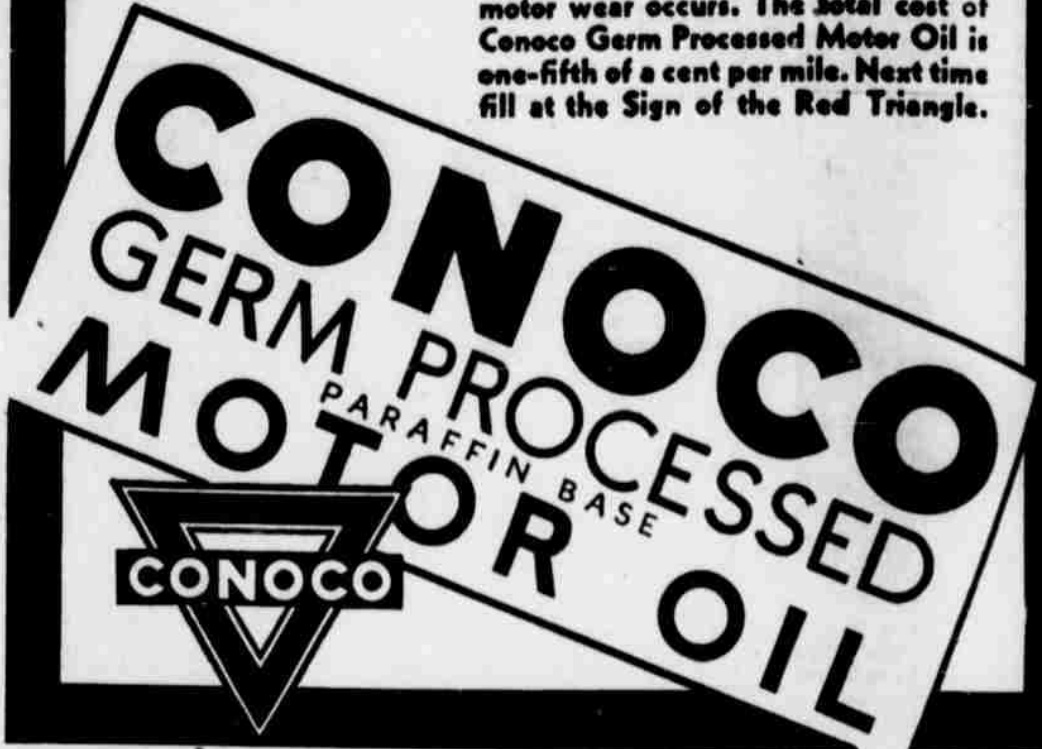 motor wear occurs. The total cost of
Conoco Germ Processed Motor Oil is
one-fifth of a cent per mile. Next time
fill at the Sign of the Red Triangle.
CONOCO
GERM PROCESSED
PARAFFIN BASE
MOTOR OIL
CONOCO